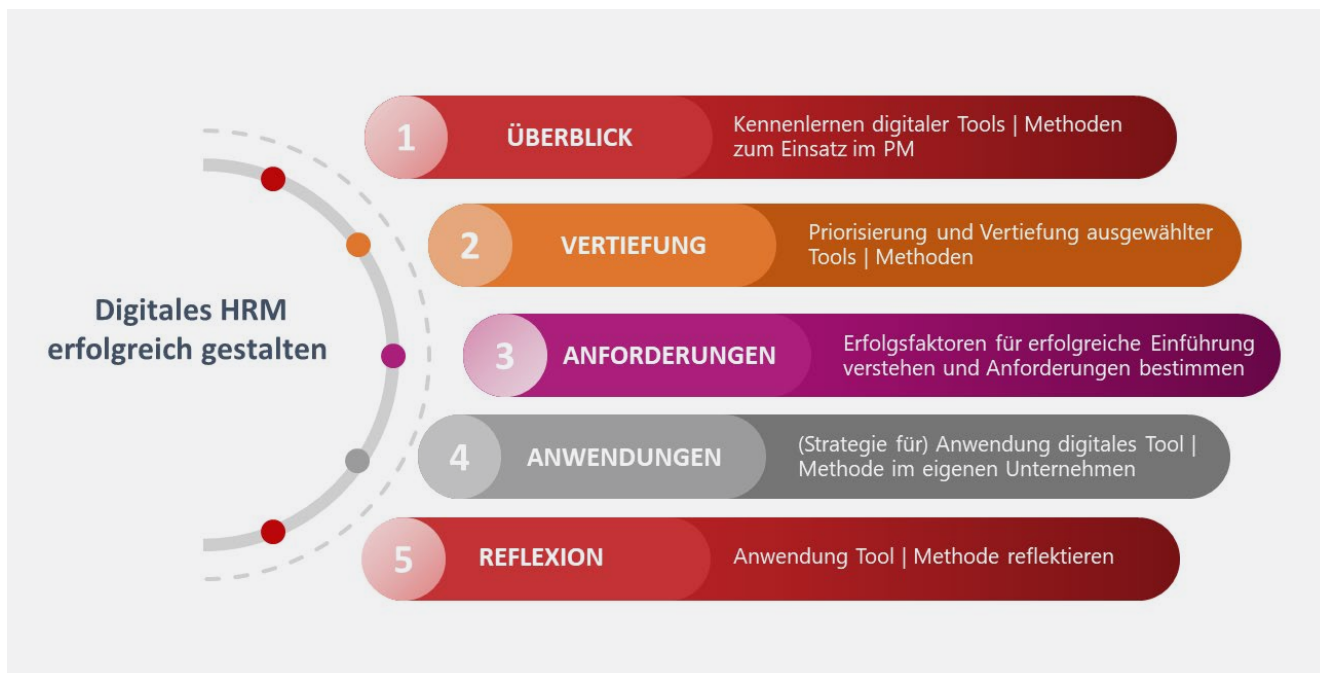 Digitales HRM
erfolgreich gestalten
1
ÜBERBLICK
Kennenlernen digitaler Tools | Methoden
zum Einsatz im PM
2
VERTIEFUNG
Priorisierung und Vertiefung ausgewählter
Tools | Methoden
3
ANFORDERUNGEN
Erfolgsfaktoren für erfolgreiche Einführung
verstehen und Anforderungen bestimmen
4
ANWENDUNGEN
(Strategie für) Anwendung digitales Tool |
Methode im eigenen Unternehmen
5
REFLEXION
Anwendung Tool | Methode reflektieren